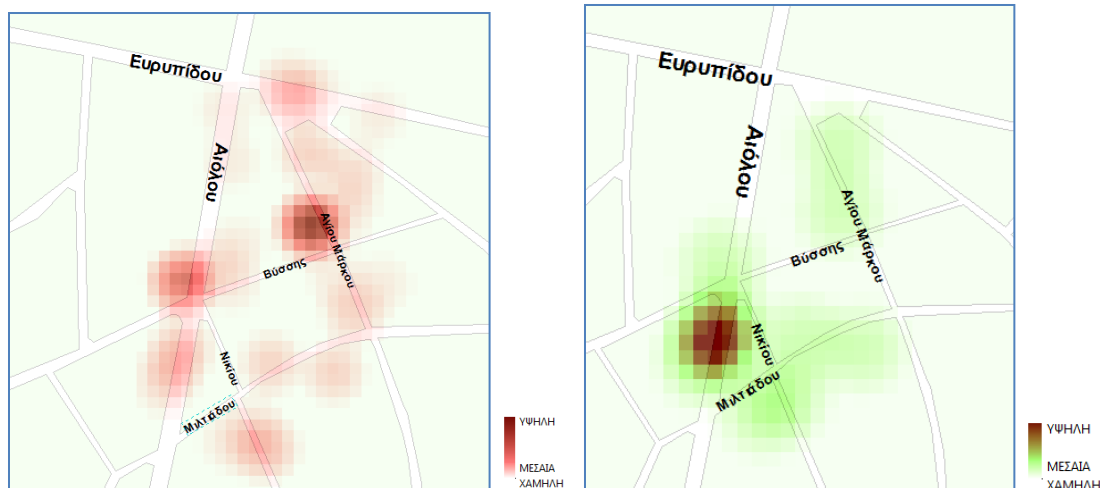 Ευρυπίδου
Αιόλου
Αγίου Μάρκου
Βύσσης
Νικίου
Μιλτιάδου
ΥΨΗΛΗ
ΜΕΣΑΙΑ
ΧΑΜΗΛΗ
Ευρυπίδου
Αιόλου
Αγίου Μάρκου
Βύσσης
Νικίου
Μιλτιάδου
ΥΨΗΛΗ
ΜΕΣΑΙΑ
ΧΑΜΗΛΗ